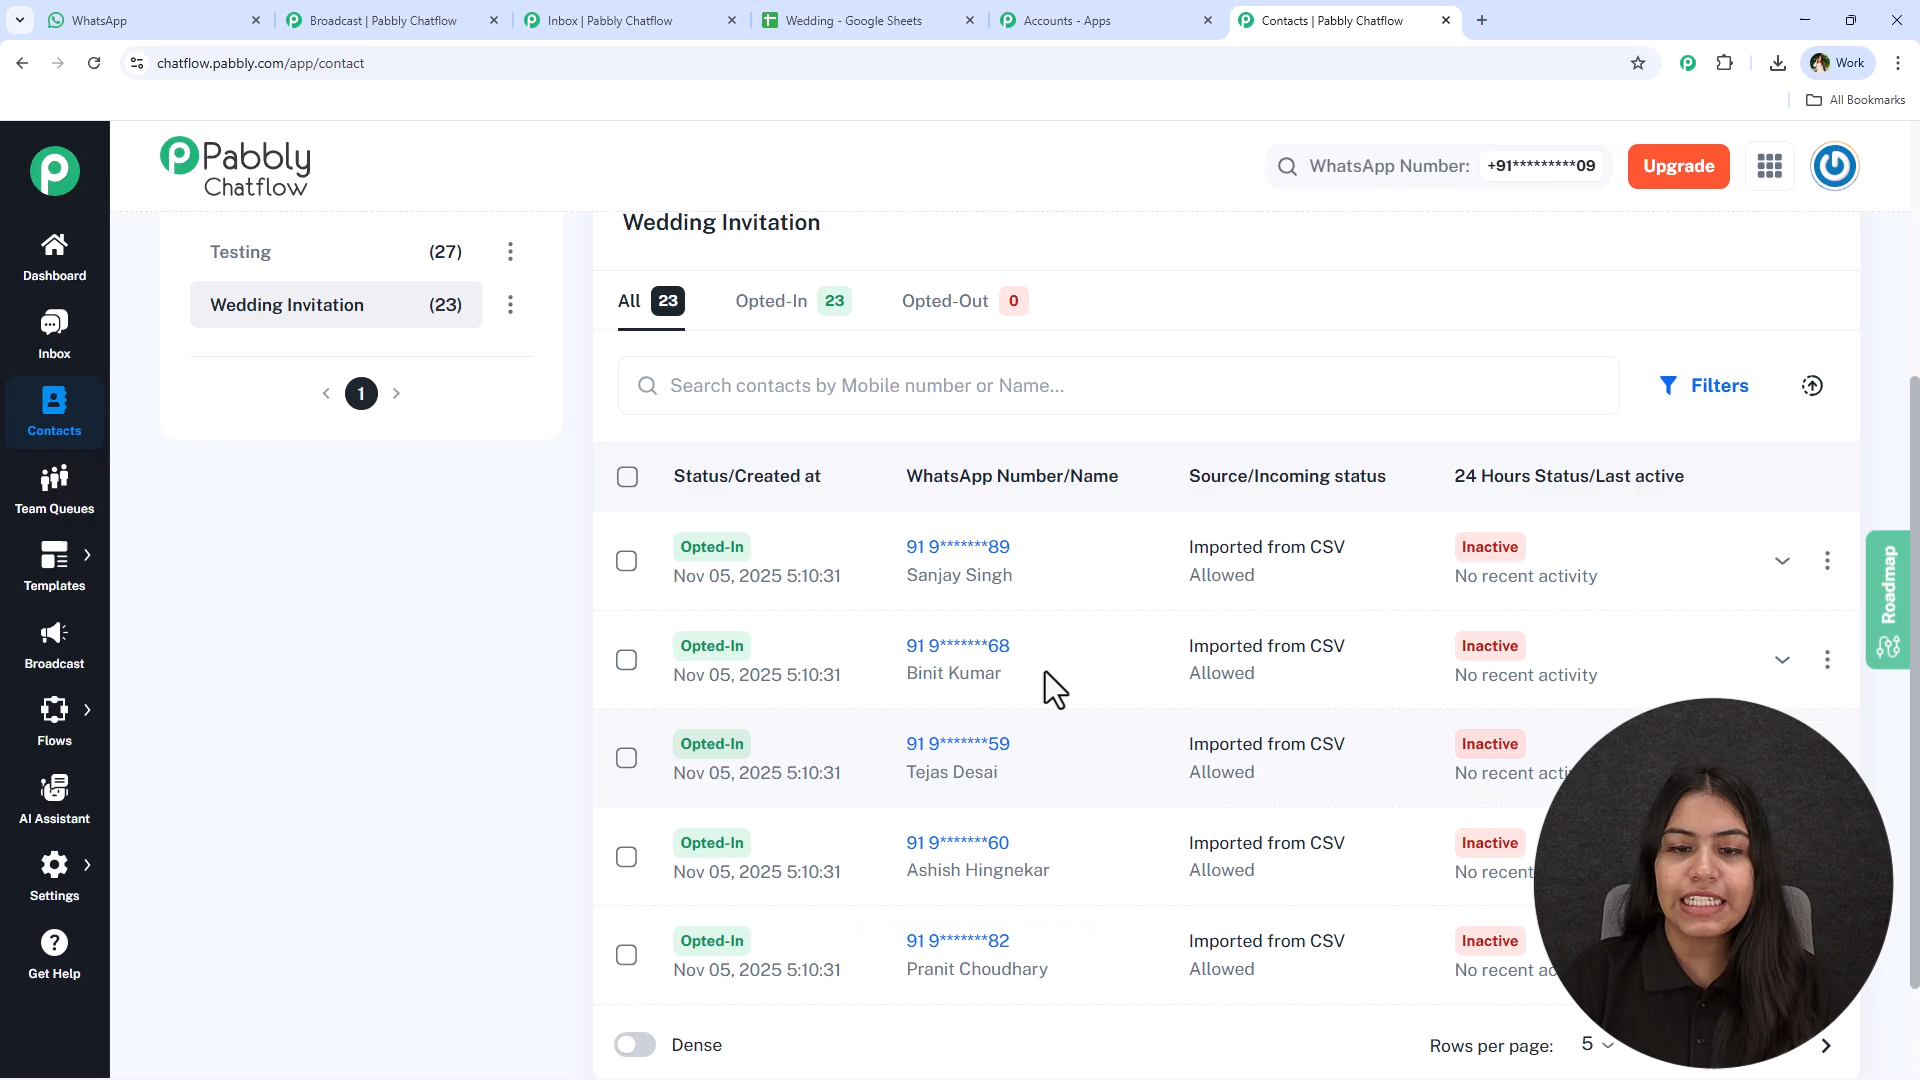 WhatsApp
Broadcast | Pabbly Chatflow
Inbox | Pabbly Chatflow
Wedding - Google Sheets
Accounts - Apps
Contacts | Pabbly Chatflow
chatflow.pabbly.com/app/contact
Work
All Bookmarks
Pabbly
Chatflow
WhatsApp Number: +91*********09
Upgrade
Dashboard
Inbox
Contacts
Team Queues
Templates
Broadcast
Flows
AI Assistant
Settings
Get Help
Testing (27)
Wedding Invitation (23)
1
Wedding Invitation
All 23 Opted-In 23 Opted-Out 0
Search contacts by Mobile number or Name...
Filters
Status/Created at WhatsApp Number/Name Source/Incoming status 24 Hours Status/Last active
Opted-In 91 9*******89 Imported from CSV Inactive
Nov 05, 2025 5:10:31 Sanjay Singh Allowed No recent activity
Opted-In 91 9*******68 Imported from CSV Inactive
Nov 05, 2025 5:10:31 Binit Kumar Allowed No recent activity
Opted-In 91 9*******59 Imported from CSV Inactive
Nov 05, 2025 5:10:31 Tejas Desai Allowed No recent acti
Opted-In 91 9*******60 Imported from CSV Inactive
Nov 05, 2025 5:10:31 Ashish Hingnekar Allowed No recent
Opted-In 91 9*******82 Imported from CSV Inactive
Nov 05, 2025 5:10:31 Pranit Choudhary Allowed No recent ac
Dense
Rows per page: 5
Roadmap